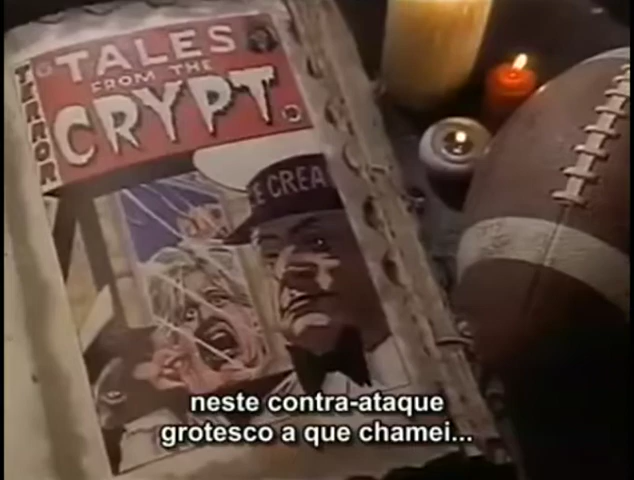 TALES
FROM THE
CRYPT
TERROR
E CREA
neste contra-ataque
grotesco a que chamei...